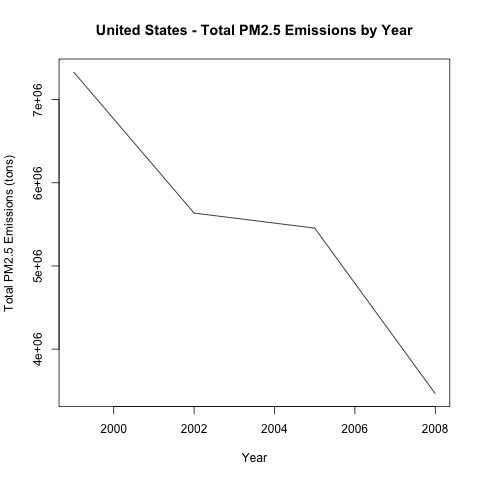 United States - Total PM2.5 Emissions by Year
Total PM2.5 Emissions (tons)
7e+06
6e+06
5e+06
4e+06
2000 2002 2004 2006 2008
Year